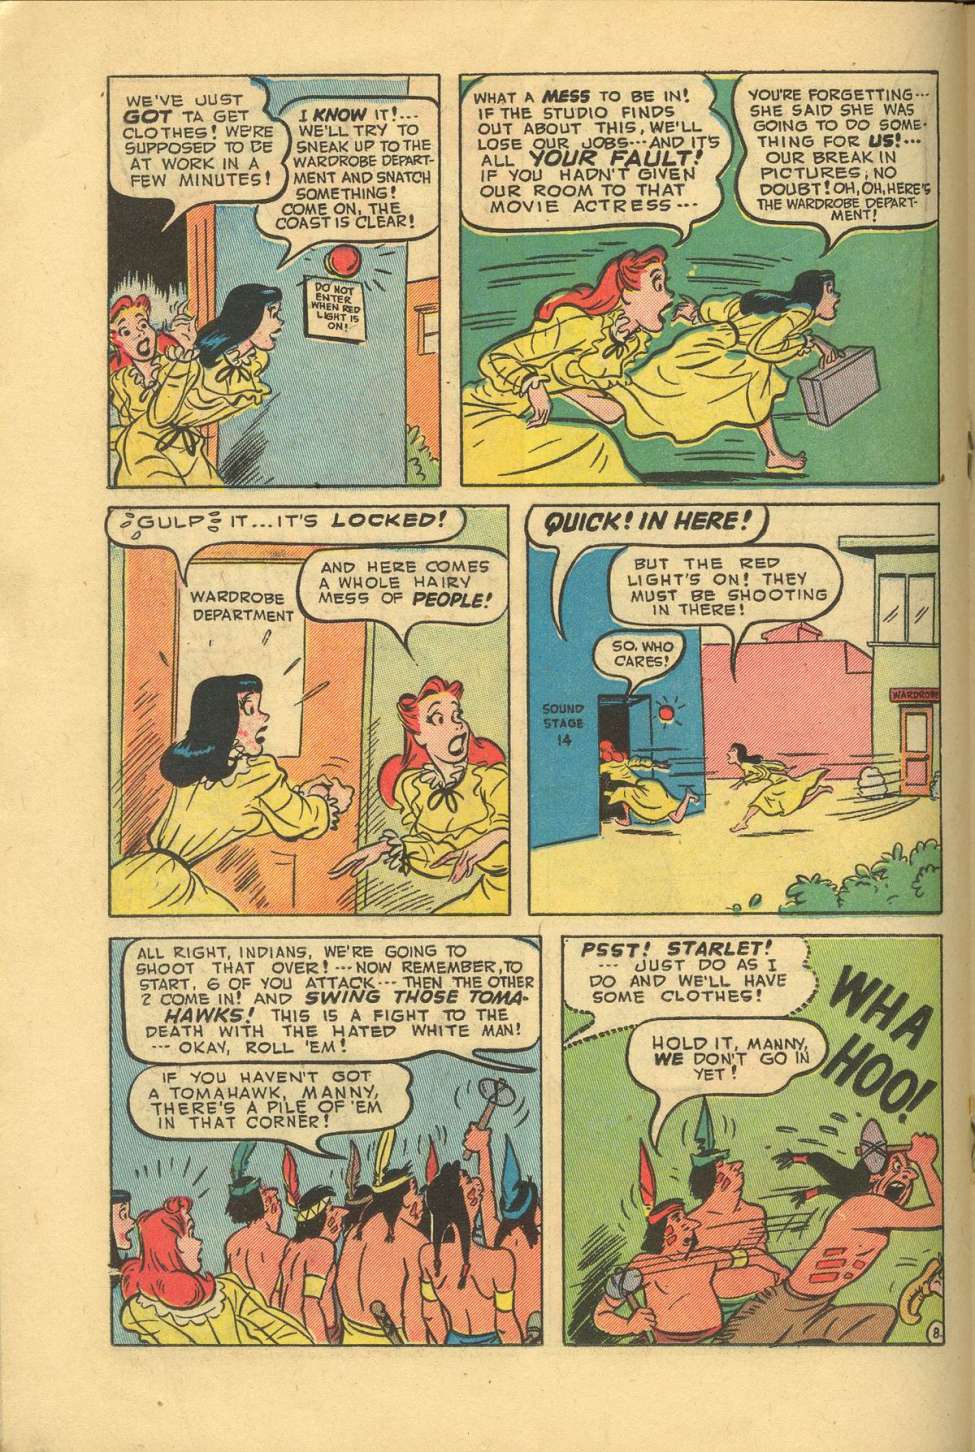 WE'VE JUST
GOT TA GET
CLOTHES! WE'RE
SUPPOSED TO BE
AT WORK IN A
FEW MINUTES!
I KNOW IT!...
WE'LL TRY TO
SNEAK UP TO THE
WARDROBE DEPART-
MENT AND SNATCH
SOMETHING!
COME ON, THE
COAST IS CLEAR!
DO NOT
ENTER
WHEN RED
LIGHT IS
ON!
WHAT A MESS TO BE IN!
IF THE STUDIO FINDS
OUT ABOUT THIS, WE'LL
LOSE OUR JOBS--- AND IT'S
ALL YOUR FAULT!
IF YOU HADN'T GIVEN
OUR ROOM TO THAT
MOVIE ACTRESS---
YOU'RE FORGETTING---
SHE SAID SHE WAS
GOING TO DO SOME-
THING FOR US!---
OUR BREAK IN
PICTURES, NO
DOUBT! OH, OH, HERE'S
THE WARDROBE DEPART-
MENT!
GULP IT...IT'S LOCKED!
AND HERE COMES
A WHOLE HAIRY
MESS OF PEOPLE!
WARDROBE
DEPARTMENT
QUICK! IN HERE!
BUT THE RED
LIGHT'S ON! THEY
MUST BE SHOOTING
IN THERE!
SO, WHO
CARES!
SOUND
STAGE
14
WARDROBE
ALL RIGHT, INDIANS, WE'RE GOING TO
SHOOT THAT OVER!---NOW REMEMBER, TO
START, 6 OF YOU ATTACK--- THEN THE OTHER
2 COME IN! AND SWING THOSE TOMA-
HAWKS! THIS IS A FIGHT TO THE
DEATH WITH THE HATED WHITE MAN!
--- OKAY, ROLL 'EM!
IF YOU HAVEN'T GOT
A TOMAHAWK, MANNY,
THERE'S A PILE OF 'EM
IN THAT CORNER!
PSST! STARLET!
--- JUST DO AS I
DO AND WE'LL HAVE
SOME CLOTHES!
HOLD IT, MANNY,
WE DON'T GO IN
YET!
WHA
HOO!
8